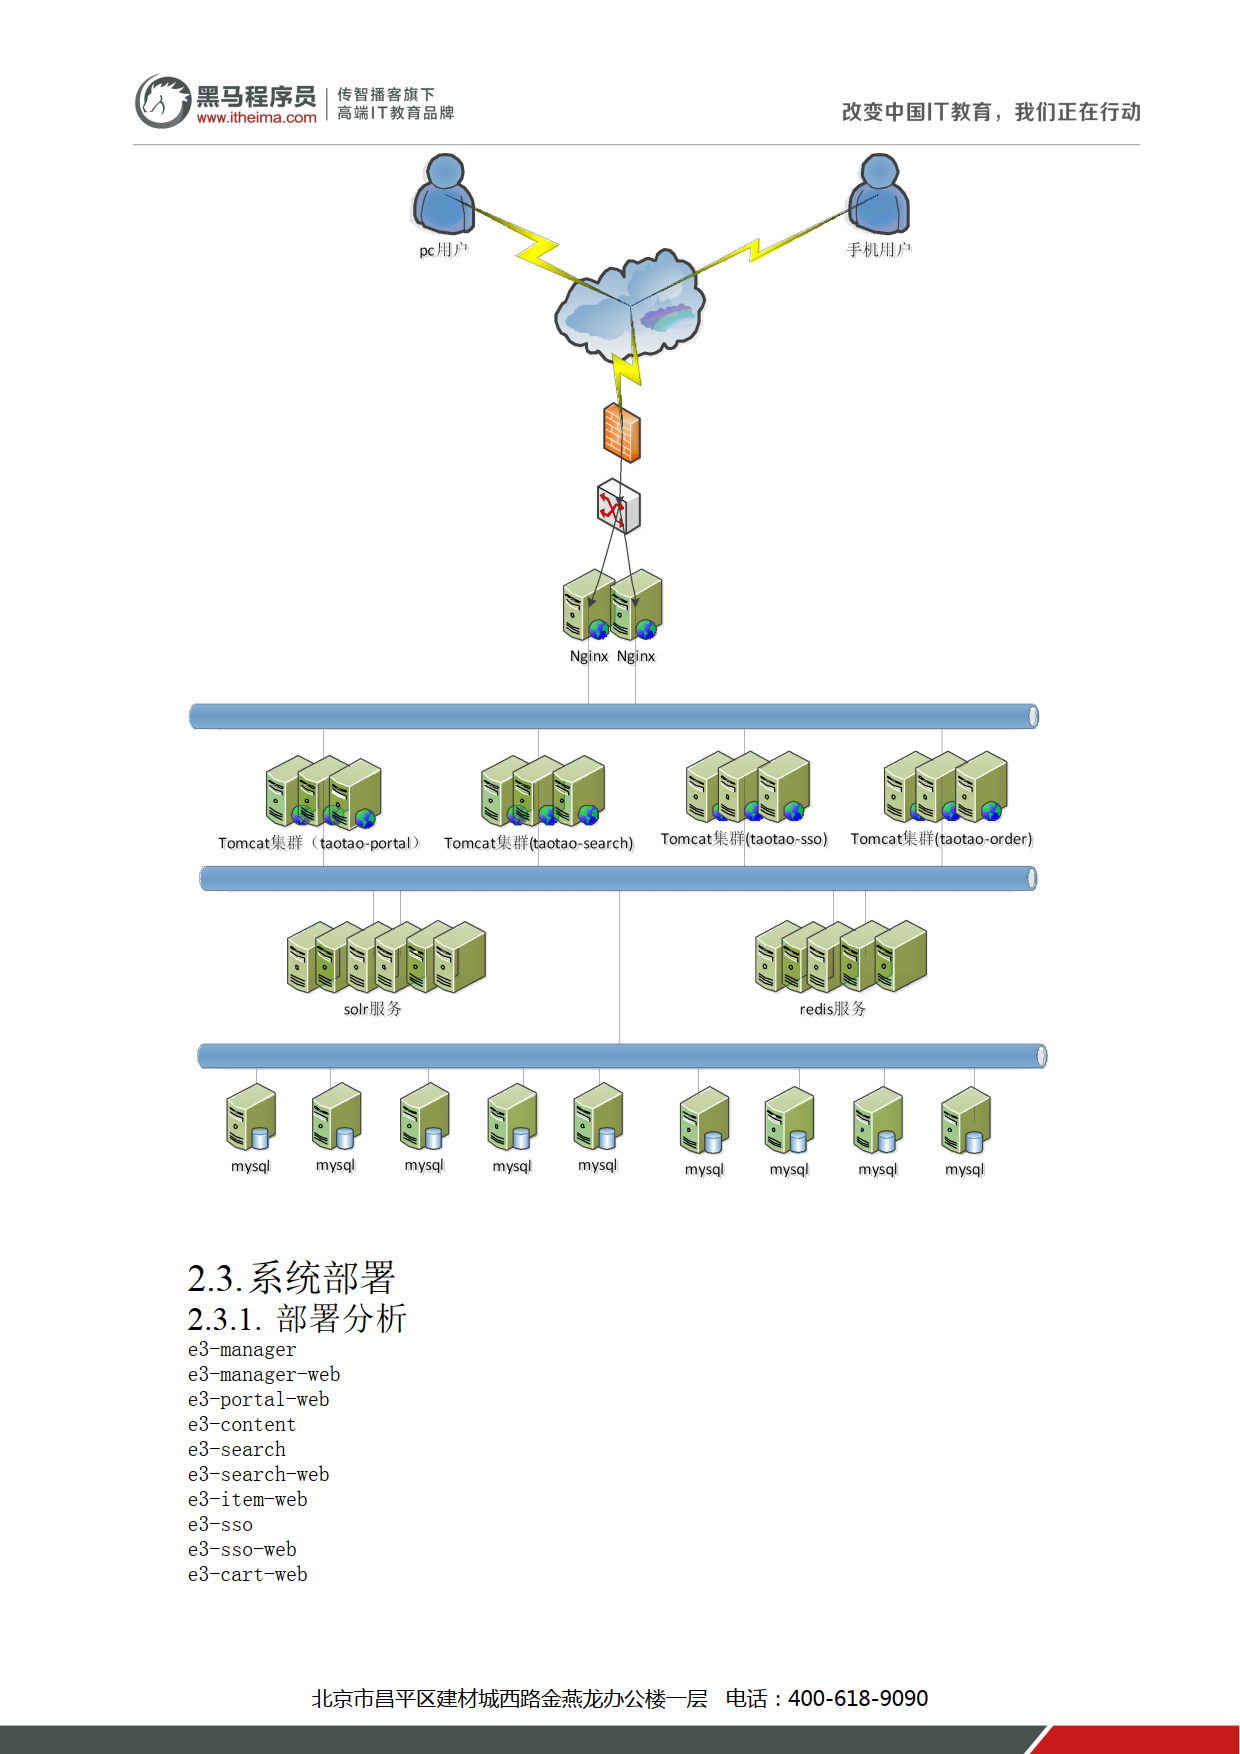 黑马程序员
www.itheima.com
传智播客旗下
高端IT教育品牌
改变中国IT教育，我们正在行动
pc用户
手机用户
Nginx Nginx
Tomcat集群（taotao-portal） Tomcat集群(taotao-search) Tomcat集群(taotao-sso) Tomcat集群(taotao-order)
solr服务 redis服务
mysql mysql mysql mysql mysql mysql mysql mysql mysql
2.3.系统部署
2.3.1. 部署分析
e3-manager
e3-manager-web
e3-portal-web
e3-content
e3-search
e3-search-web
e3-item-web
e3-sso
e3-sso-web
e3-cart-web
北京市昌平区建材城西路金燕龙办公楼一层 电话：400-618-9090